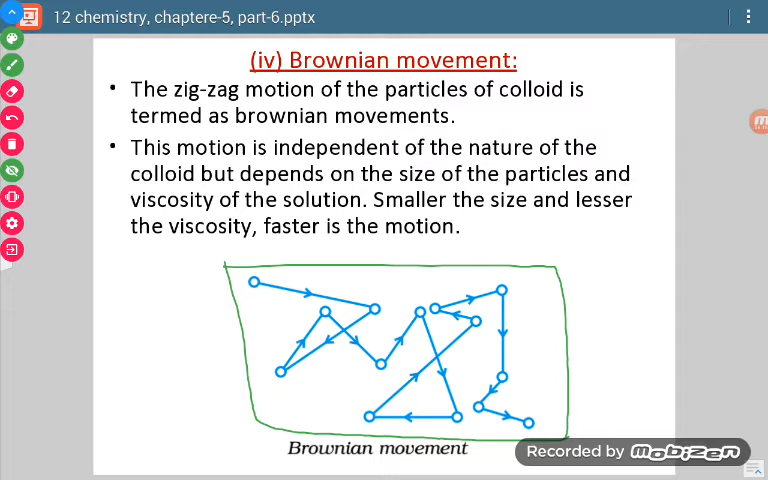 12 chemistry, chaptere-5, part-6.pptx
(iv) Brownian movement:
• The zig-zag motion of the particles of colloid is
termed as brownian movements.
• This motion is independent of the nature of the
colloid but depends on the size of the particles and
viscosity of the solution. Smaller the size and lesser
the viscosity, faster is the motion.
Brownian movement
Recorded by mobizen